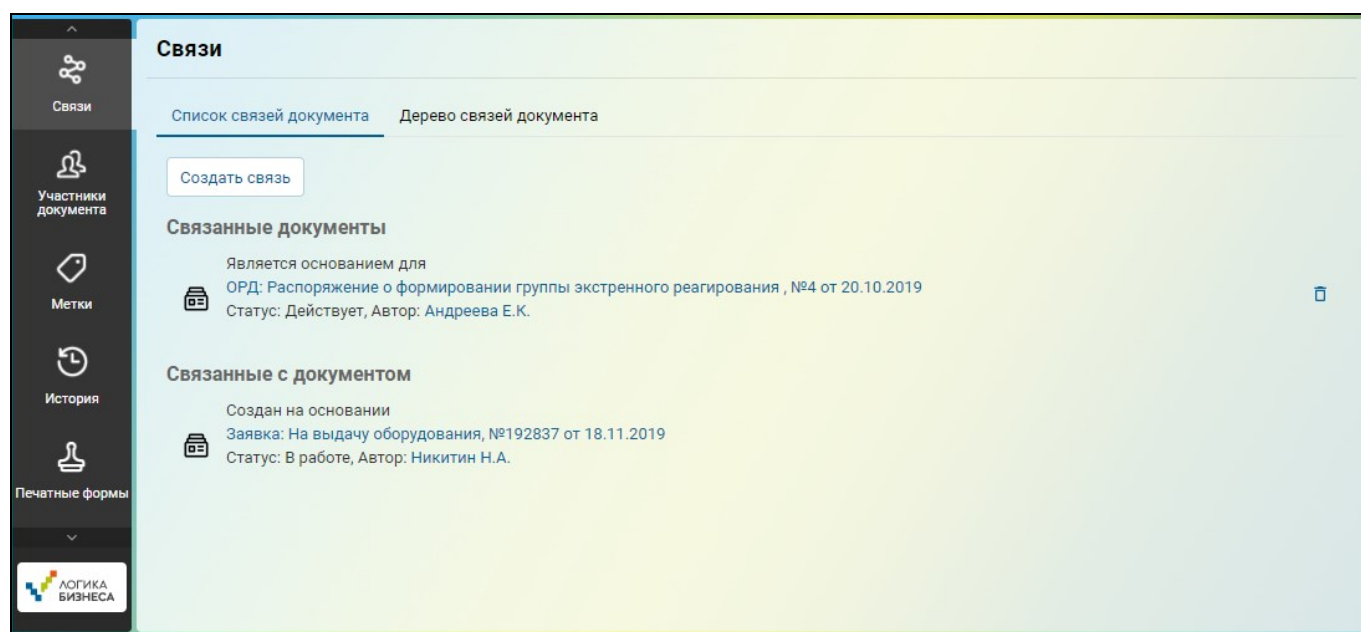 Связи
Участники
документа
Метки
История
Печатные формы
ЛОГИКА
БИЗНЕСА
Связи
Список связей документа Дерево связей документа
Создать связь
Связанные документы
Является основанием для
ОРД: Распоряжение о формировании группы экстренного реагирования , №4 от 20.10.2019
Статус: Действует, Автор: Андреева Е.К.
Связанные с документом
Создан на основании
Заявка: На выдачу оборудования, №192837 от 18.11.2019
Статус: В работе, Автор: Никитин Н.А.